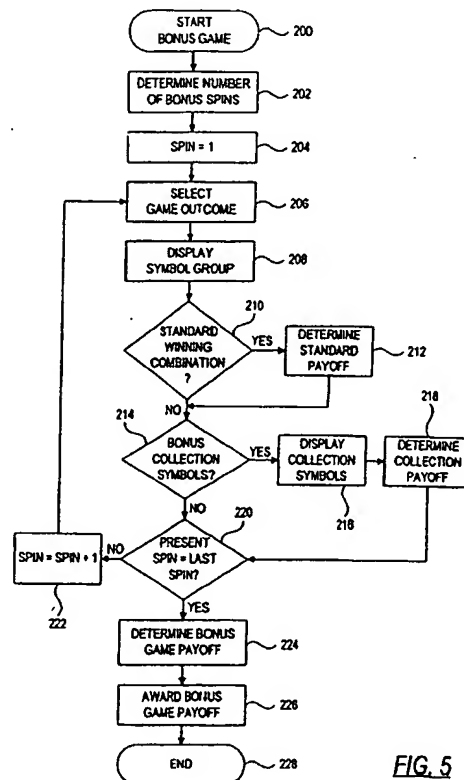 START
BONUS GAME
200
DETERMINE NUMBER
OF BONUS SPINS
202
SPIN = 1
204
SELECT
GAME OUTCOME
206
DISPLAY
SYMBOL GROUP
208
210
STANDARD
WINNING
COMBINATION
?
YES
DETERMINE
STANDARD
PAYOFF
212
NO
214
BONUS
COLLECTION
SYMBOLS?
YES
DISPLAY
COLLECTION
SYMBOLS
216
218
DETERMINE
COLLECTION
PAYOFF
NO
220
PRESENT
SPIN = LAST
SPIN?
NO
SPIN = SPIN + 1
222
YES
DETERMINE BONUS
GAME PAYOFF
224
AWARD BONUS
GAME PAYOFF
226
END
228
FIG. 5